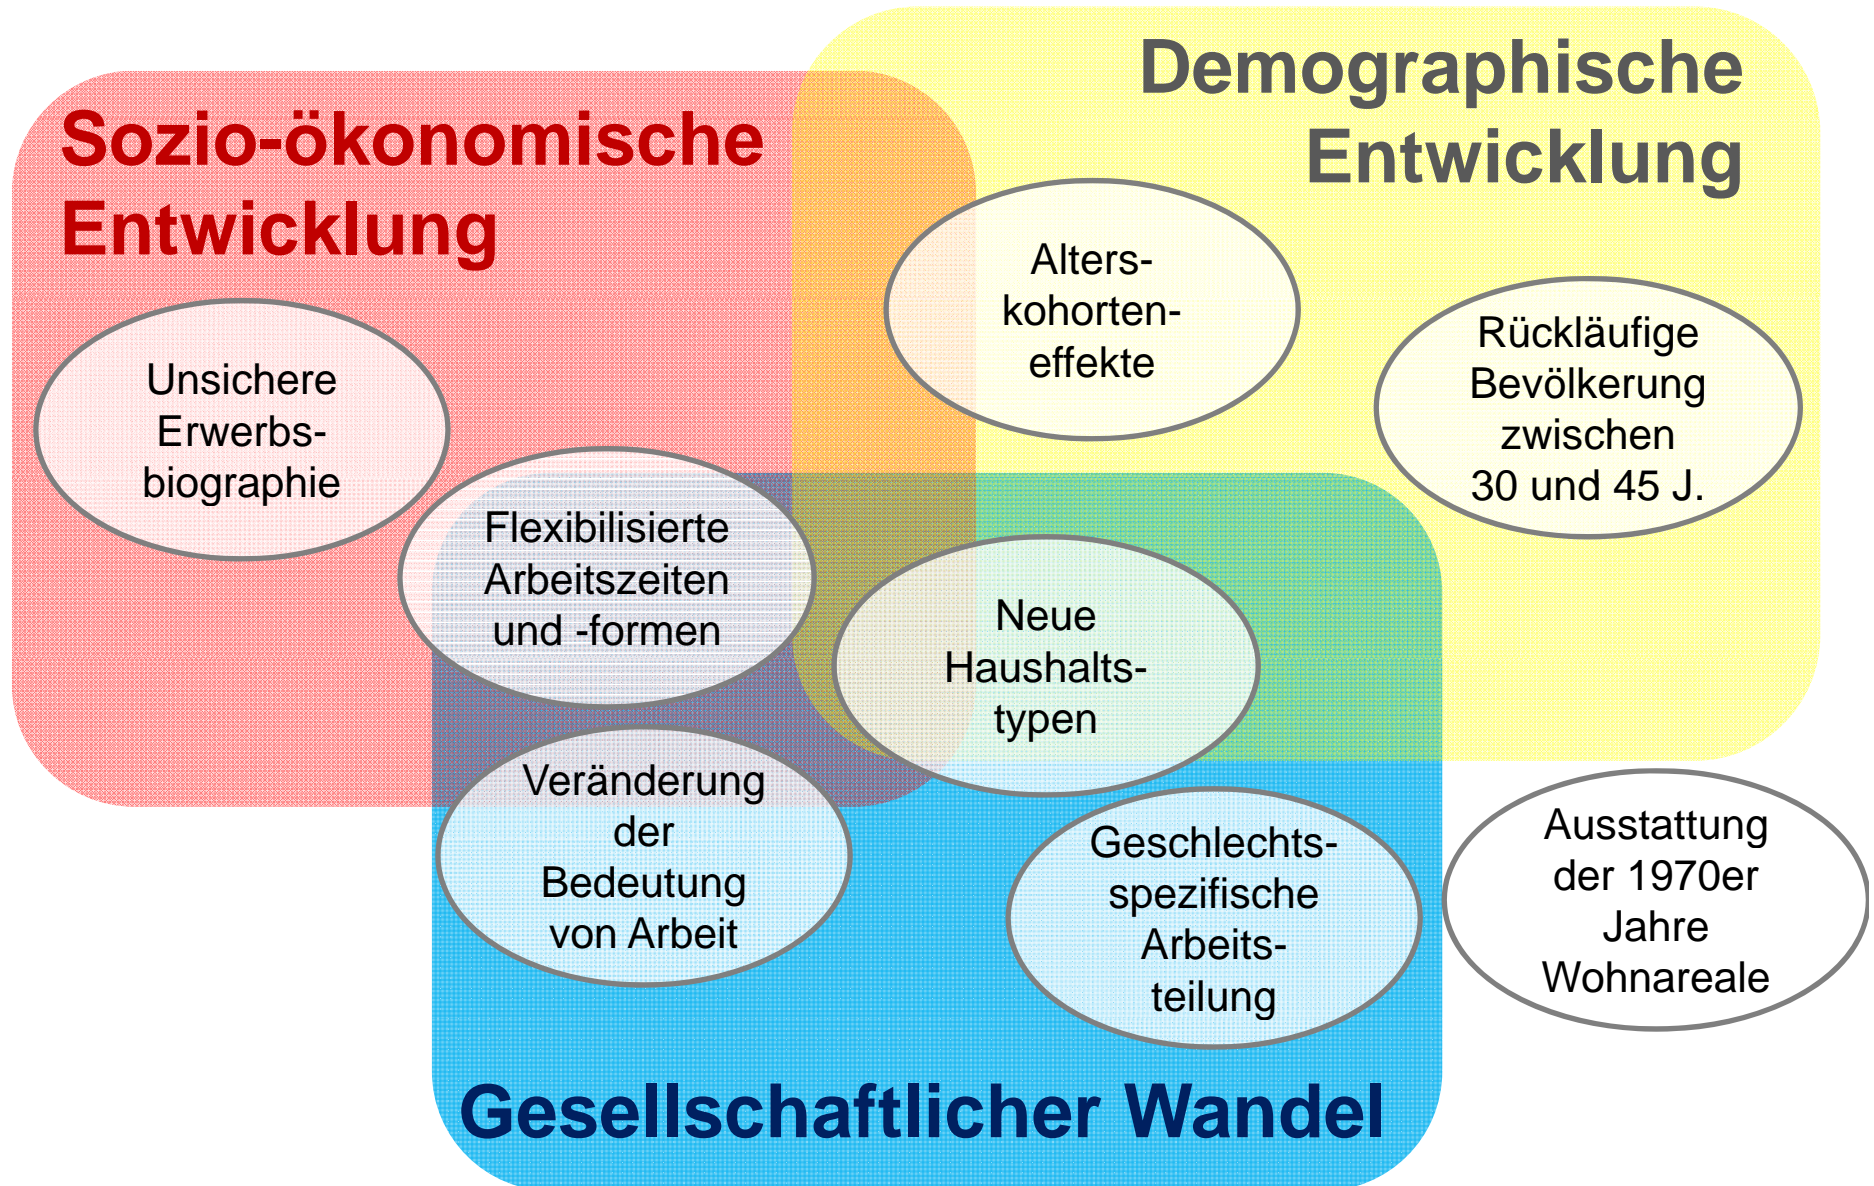 Sozio-ökonomische
Entwicklung
Demographische
Entwicklung
Alters-
kohorten-
effekte
Rückläufige
Bevölkerung
zwischen
30 und 45 J.
Unsichere
Erwerbs-
biographie
Flexibilisierte
Arbeitszeiten
und -formen
Neue
Haushalts-
typen
Veränderung
der
Bedeutung
von Arbeit
Geschlechts-
spezifische
Arbeits-
teilung
Ausstattung
der 1970er
Jahre
Wohnareale
Gesellschaftlicher Wandel